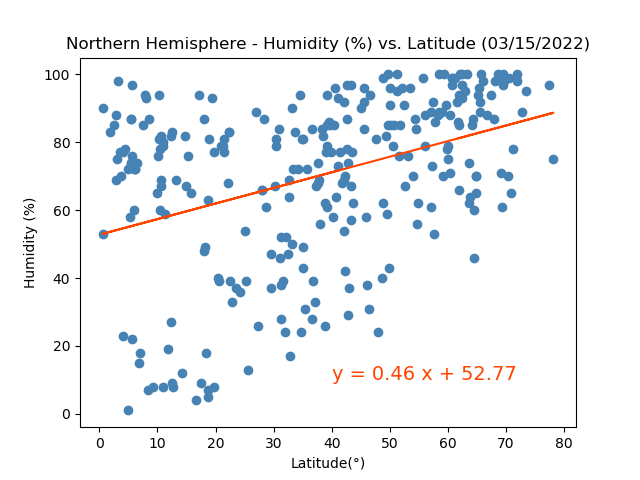 Northern Hemisphere - Humidity (%) vs. Latitude (03/15/2022)
100
80
60
40
20
0
Humidity (%)
y = 0.46 x + 52.77
0 10 20 30 40 50 60 70 80
Latitude(°)